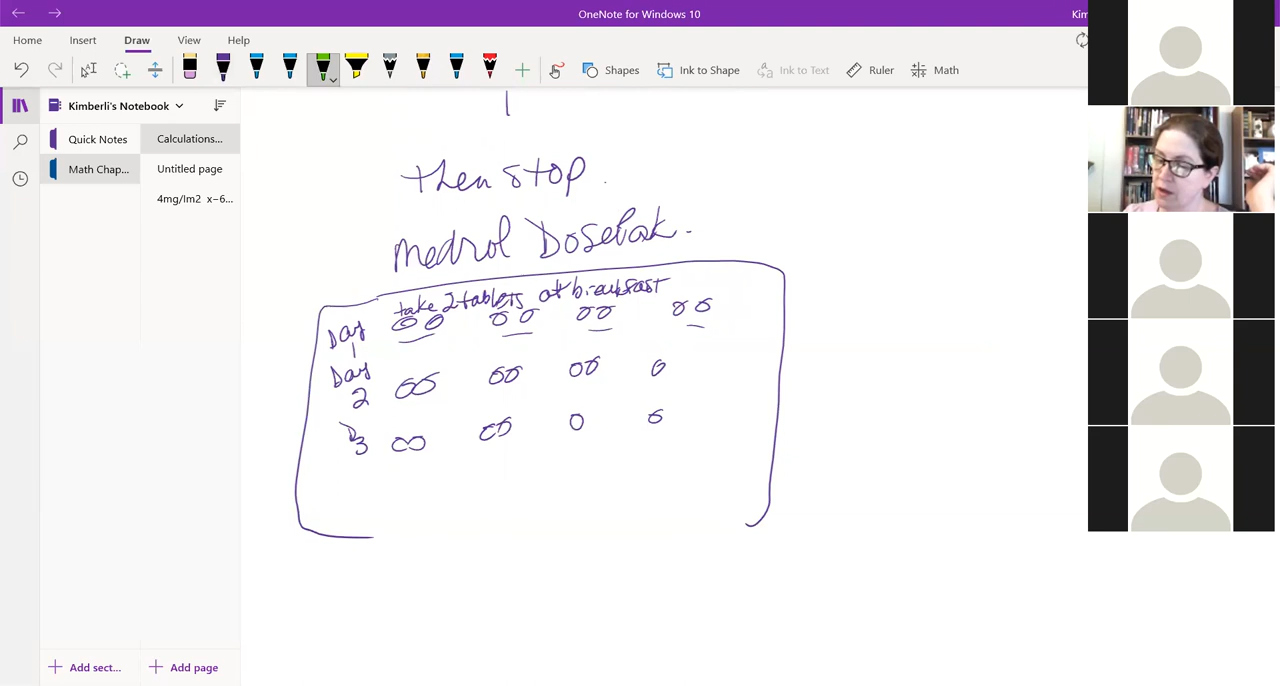 OneNote for Windows 10
Kim
Home Insert Draw View Help
Shapes Ink to Shape Ink to Text Ruler Math
Kimberli's Notebook
Quick Notes
Math Chap...
Calculations...
Untitled page
4mg/lm2 x-6...
then stop.
medrol Dosepak.
take 2 tablets at breakfast
Day 1
Day 2
D3
Add sect...
Add page